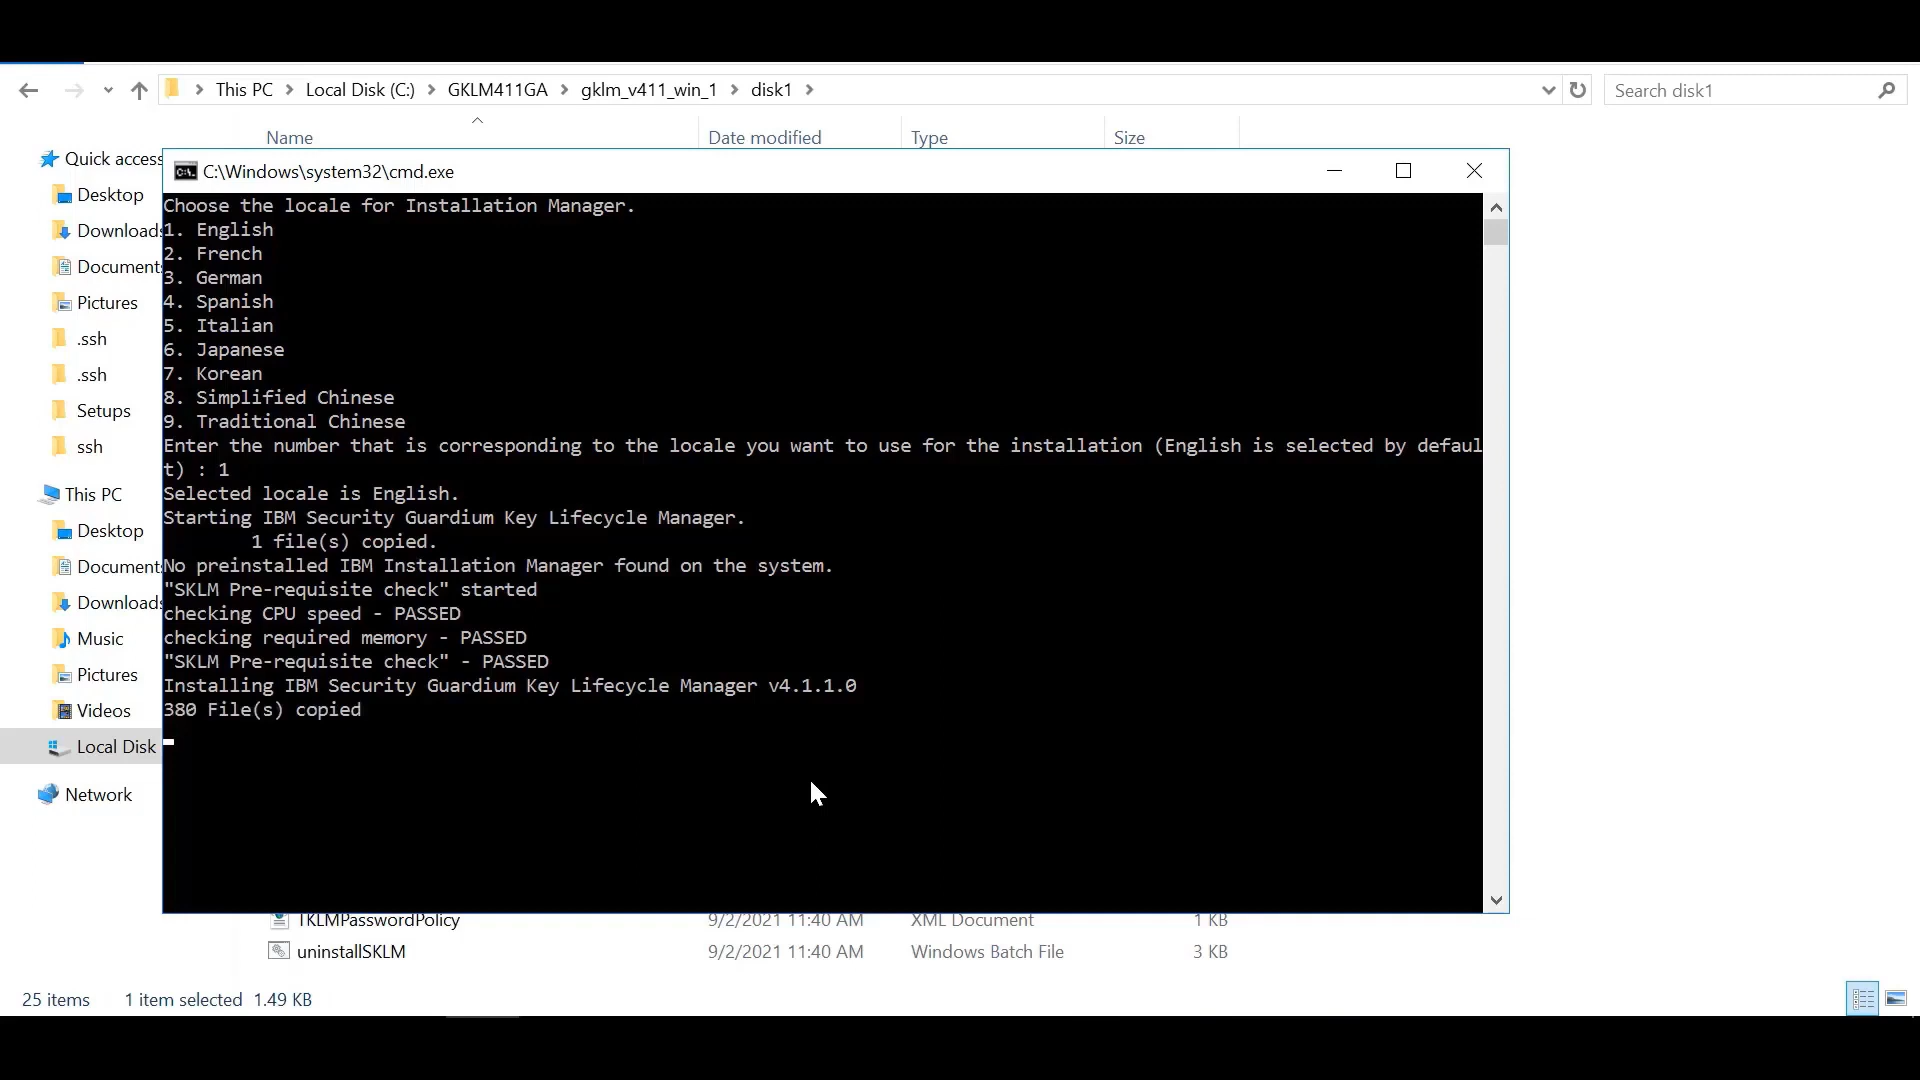 This PC > Local Disk (C:) > GKLM411GA > gklm_v411_win_1 > disk1 >
Search disk1
Name Date modified Type Size
Quick access
Desktop
Downloads
Documents
Pictures
.ssh
.ssh
Setups
ssh
This PC
Desktop
Documents
Downloads
Music
Pictures
Videos
Local Disk
Network
C:\Windows\system32\cmd.exe
Choose the locale for Installation Manager.
1. English
2. French
3. German
4. Spanish
5. Italian
6. Japanese
7. Korean
8. Simplified Chinese
9. Traditional Chinese
Enter the number that is corresponding to the locale you want to use for the installation (English is selected by defaul
t) : 1
Selected locale is English.
Starting IBM Security Guardium Key Lifecycle Manager.
1 file(s) copied.
No preinstalled IBM Installation Manager found on the system.
"SKLM Pre-requisite check" started
checking CPU speed - PASSED
checking required memory - PASSED
"SKLM Pre-requisite check" - PASSED
Installing IBM Security Guardium Key Lifecycle Manager v4.1.1.0
380 File(s) copied
TKLMPasswordPolicy 9/2/2021 11:40 AM XML Document 1 KB
uninstallSKLM 9/2/2021 11:40 AM Windows Batch File 3 KB
25 items 1 item selected 1.49 KB